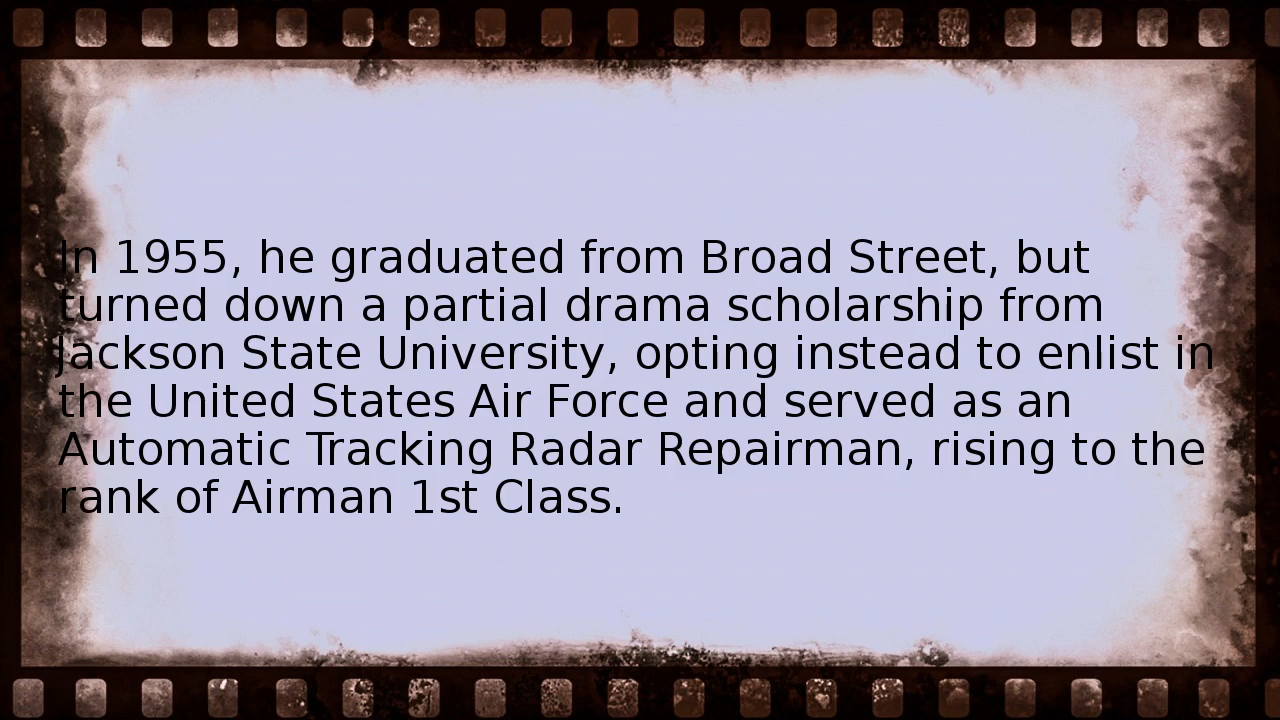 In 1955, he graduated from Broad Street, but
turned down a partial drama scholarship from
Jackson State University, opting instead to enlist in
the United States Air Force and served as an
Automatic Tracking Radar Repairman, rising to the
rank of Airman 1st Class.